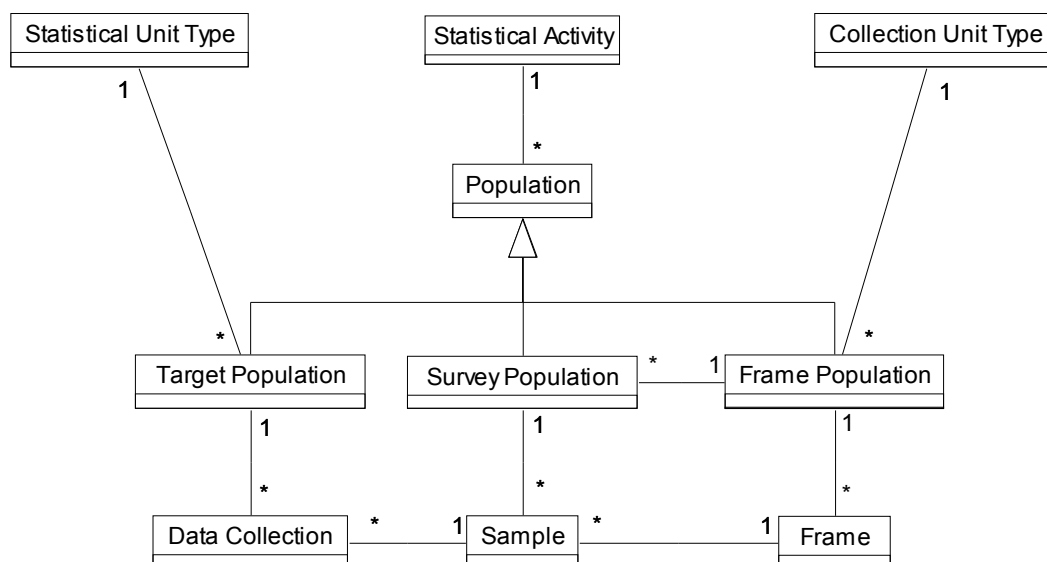 Statistical Unit Type
Statistical Activity
Collection Unit Type
1
1
1
*
Population
*
*
Target Population
Survey Population
*
1
Frame Population
1
1
1
*
*
*
Data Collection
*
1
Sample
*
1
Frame